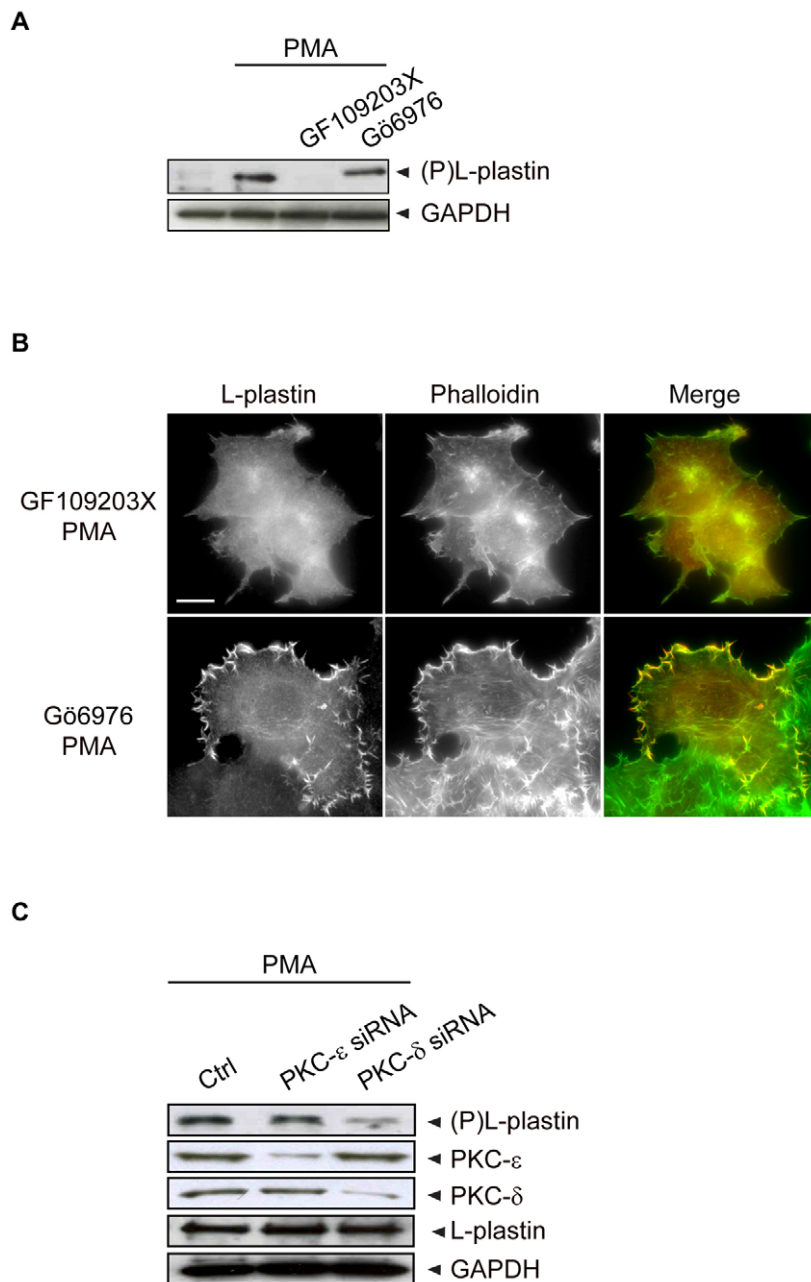 A
PMA
GF109203X
Gö6976
(P)L-plastin
GAPDH
B
L-plastin Phalloidin Merge
GF109203X
PMA
Gö6976
PMA
C
PMA
Ctrl
PKC-ε siRNA
PKC-δ siRNA
(P)L-plastin
PKC-ε
PKC-δ
L-plastin
GAPDH